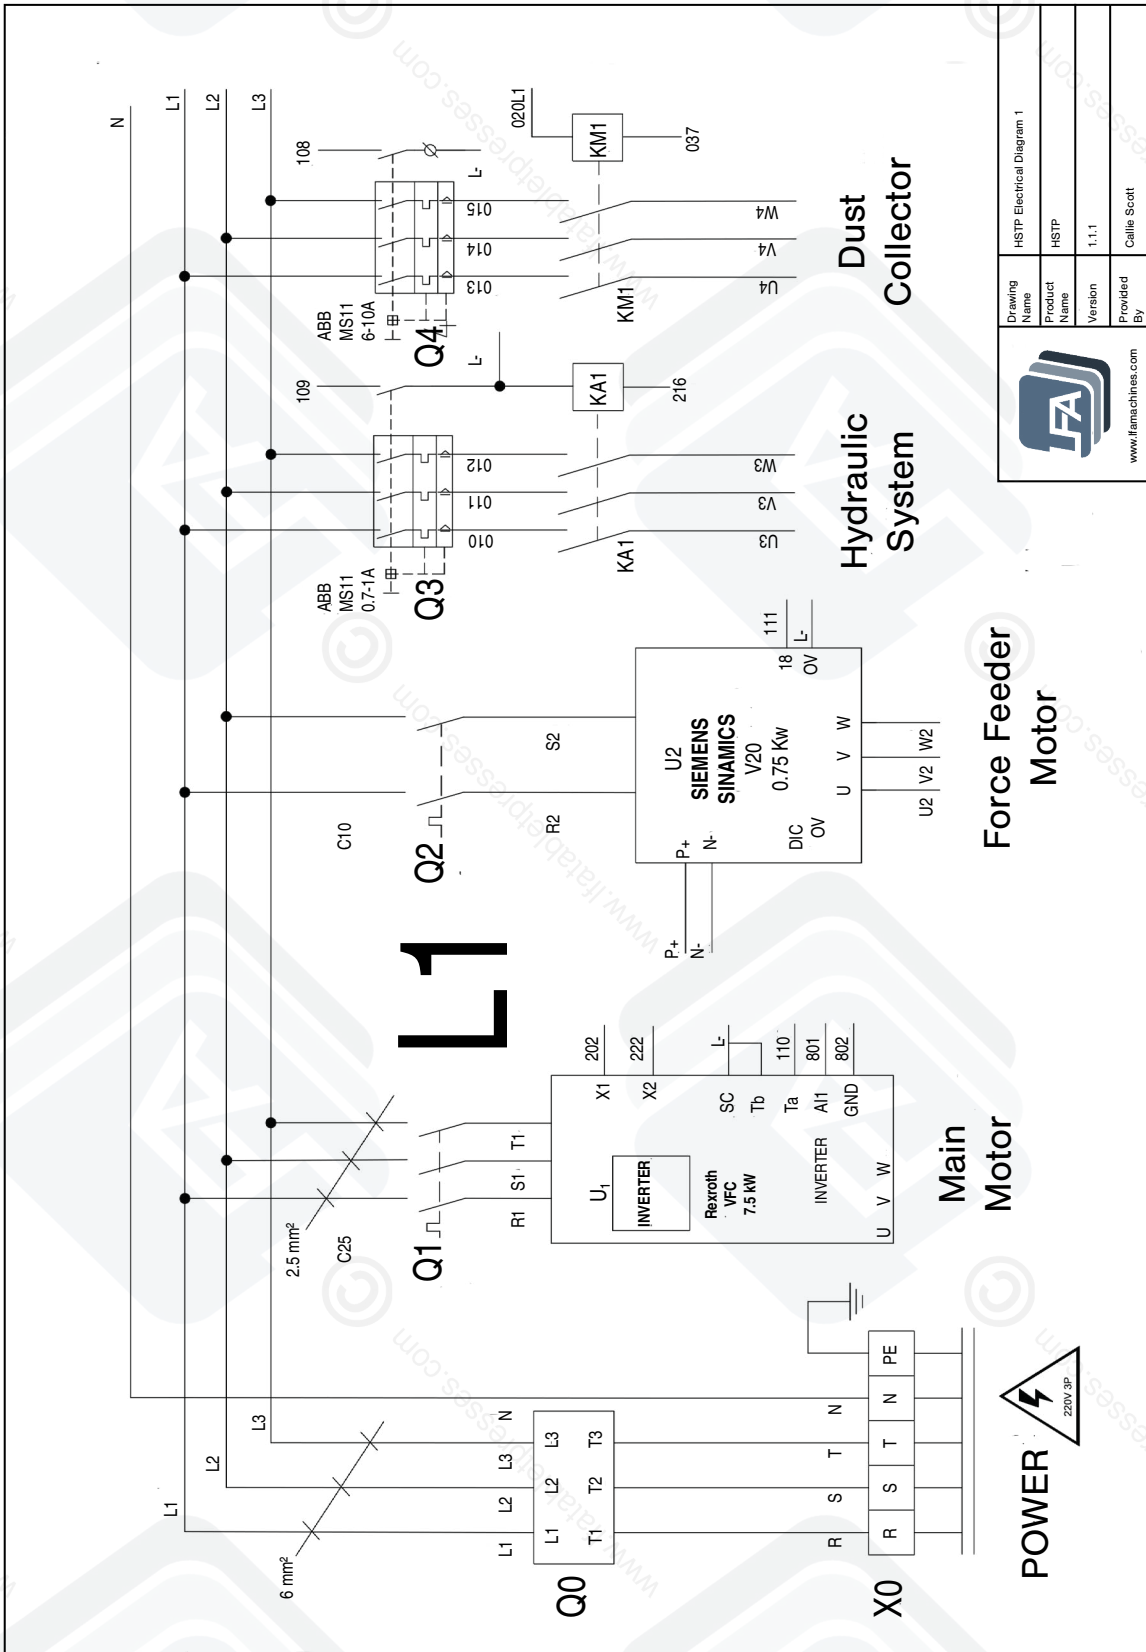 N
L1
L2
L3
L1
L2
L3
6 mm²
2.5 mm²
C25
C10
ABB
MS11
0.7-1A
109
ABB
MS11
6-10A
108
L1
Q1
Q2
Q3
010
011
012
L-
Q4
013
014
015
L-
020L1
L1
L2
L3
N
L1
L2
L3
T1
T2
T3
Q0
R1
S1
T1
R2
S2
KA1
KA1
216
KM1
KM1
037
U1
INVERTER
Rexroth
VFC
7.5 kW
INVERTER
X1
202
X2
222
SC
L-
Tb
Ta
110
AI1
801
GND
802
U
V
W
P+
N-
P+
N-
U2
SIEMENS
SINAMICS
V20
0.75 Kw
DIC
OV
18
111
OV
L-
U
V
W
U2
V2
W2
U3
V3
W3
U4
V4
W4
R
S
T
N
X0
R
S
T
N
PE
POWER
220V 3P
Main
Motor
Force Feeder
Motor
Hydraulic
System
Dust
Collector
LFA
www.lfamachines.com
Drawing Name
HSTP Electrical Diagram 1
Product Name
HSTP
Version
1.1.1
Provided By
Callie Scott
© www.lfatabletpresses.com